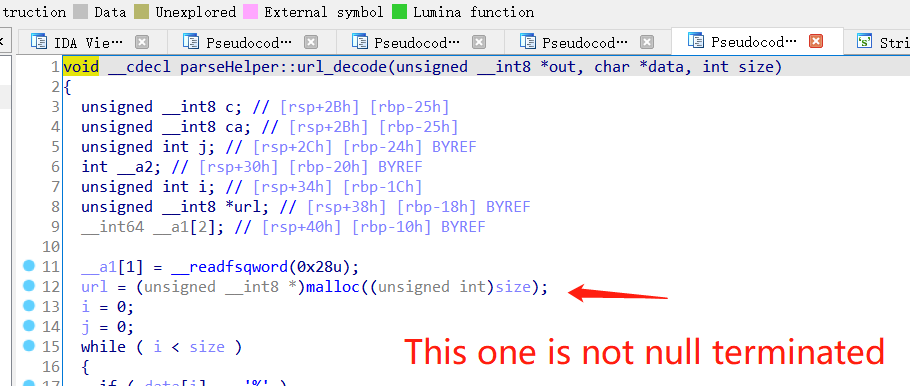 truction Data Unexplored External symbol Lumina function
IDA Vie… Pseudocod… Pseudocod… Pseudocod… Pseudocod… Stri
1 void __cdecl parseHelper::url_decode(unsigned __int8 *out, char *data, int size)
2 {
3 unsigned __int8 c; // [rsp+2Bh] [rbp-25h]
4 unsigned __int8 ca; // [rsp+2Bh] [rbp-25h]
5 unsigned int j; // [rsp+2Ch] [rbp-24h] BYREF
6 int __a2; // [rsp+30h] [rbp-20h] BYREF
7 unsigned int i; // [rsp+34h] [rbp-1Ch]
8 unsigned __int8 *url; // [rsp+38h] [rbp-18h] BYREF
9 __int64 __a1[2]; // [rsp+40h] [rbp-10h] BYREF
10
11 __a1[1] = __readfsqword(0x28u);
12 url = (unsigned __int8 *)malloc((unsigned int)size);
13 i = 0;
14 j = 0;
15 while ( i < size )
16 {
This one is not null terminated